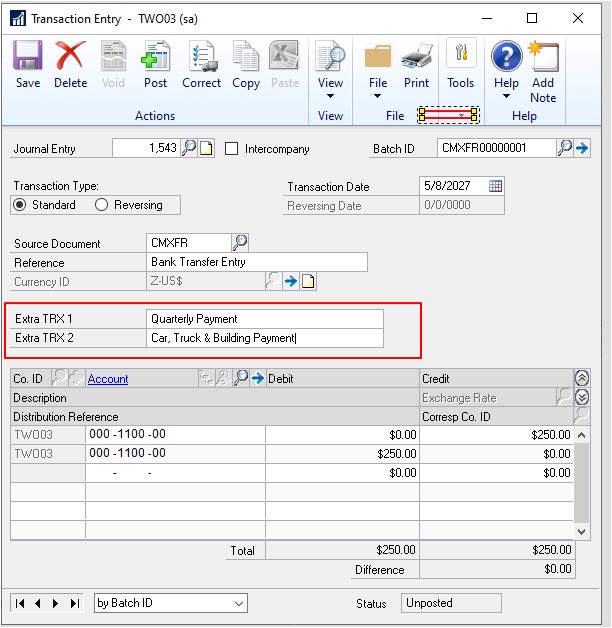 Transaction Entry - TWO03 (sa)
Save Delete Void Post Correct Copy Paste View File Print Tools Help Add Note
Actions View File Help
Journal Entry 1,543 Intercompany Batch ID CMXFR00000001
Transaction Type: Transaction Date 5/8/2027
Standard Reversing Reversing Date 0/0/0000
Source Document CMXFR
Reference Bank Transfer Entry
Currency ID Z-US$
Extra TRX 1 Quarterly Payment
Extra TRX 2 Car, Truck & Building Payment
Co. ID Account Debit Credit
Description Exchange Rate
Distribution Reference Corresp Co. ID
TWO03 000 -1100 -00 $0.00 $250.00
TWO03 000 -1100 -00 $250.00 $0.00
- - $0.00 $0.00
Total $250.00 $250.00
Difference $0.00
by Batch ID Status Unposted